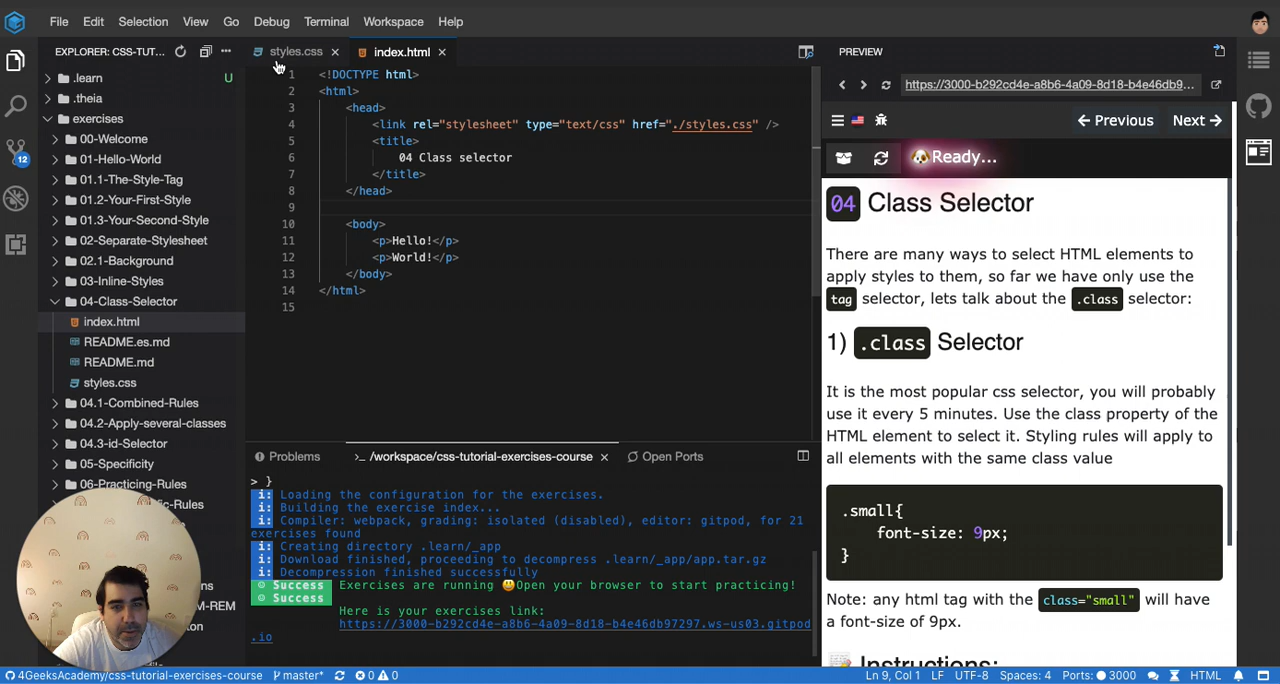 File Edit Selection View Go Debug Terminal Workspace Help
EXPLORER: CSS-TUT...
.learn U
.theia
exercises
00-Welcome
01-Hello-World
01.1-The-Style-Tag
01.2-Your-First-Style
01.3-Your-Second-Style
02-Separate-Stylesheet
02.1-Background
03-Inline-Styles
04-Class-Selector
index.html
README.es.md
README.md
styles.css
04.1-Combined-Rules
04.2-Apply-several-classes
04.3-id-Selector
05-Specificity
06-Practicing-Rules
12
styles.css index.html
1 <!DOCTYPE html>
2 <html>
3 <head>
4 <link rel="stylesheet" type="text/css" href="./styles.css" />
5 <title>
6 04 Class selector
7 </title>
8 </head>
9
10 <body>
11 <p>Hello!</p>
12 <p>World!</p>
13 </body>
14 </html>
15
Problems >_ /workspace/css-tutorial-exercises-course Open Ports
> }
i: Loading the configuration for the exercises.
i: Building the exercise index...
i: Compiler: webpack, grading: isolated (disabled), editor: gitpod, for 21
exercises found
i: Creating directory .learn/_app
i: Download finished, proceeding to decompress .learn/_app/app.tar.gz
i: Decompression finished successfully
Success Exercises are running 😃Open your browser to start practicing!
Success
Here is your exercises link:
https://3000-b292cd4e-a8b6-4a09-8d18-b4e46db97297.ws-us03.gitpod
.io
PREVIEW
https://3000-b292cd4e-a8b6-4a09-8d18-b4e46db9...
← Previous Next →
🐶Ready...
04 Class Selector
There are many ways to select HTML elements to
apply styles to them, so far we have only use the
tag selector, lets talk about the .class selector:
1) .class Selector
It is the most popular css selector, you will probably
use it every 5 minutes. Use the class property of the
HTML element to select it. Styling rules will apply to
all elements with the same class value
.small{
font-size: 9px;
}
Note: any html tag with the class="small" will have
a font-size of 9px.
📝 Instructions:
4GeeksAcademy/css-tutorial-exercises-course master* 0 0 Ln 9, Col 1 LF UTF-8 Spaces: 4 Ports: 3000 HTML